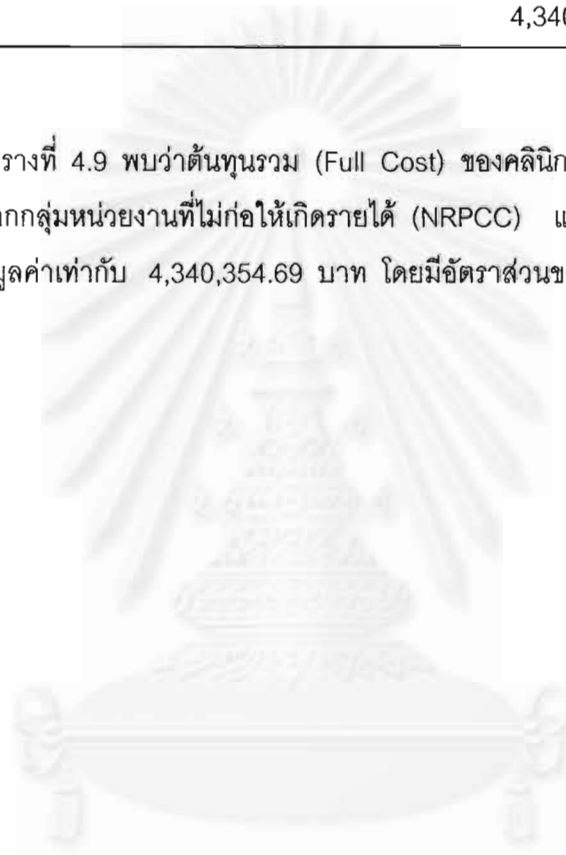 4,340
รางที่ 4.9 พบว่าต้นทุนรวม (Full Cost) ของคลินิก
ากกลุ่มหน่วยงานที่ไม่ก่อให้เกิดรายได้ (NRPCC) แ
มูลค่าเท่ากับ 4,340,354.69 บาท โดยมีอัตราส่วนข